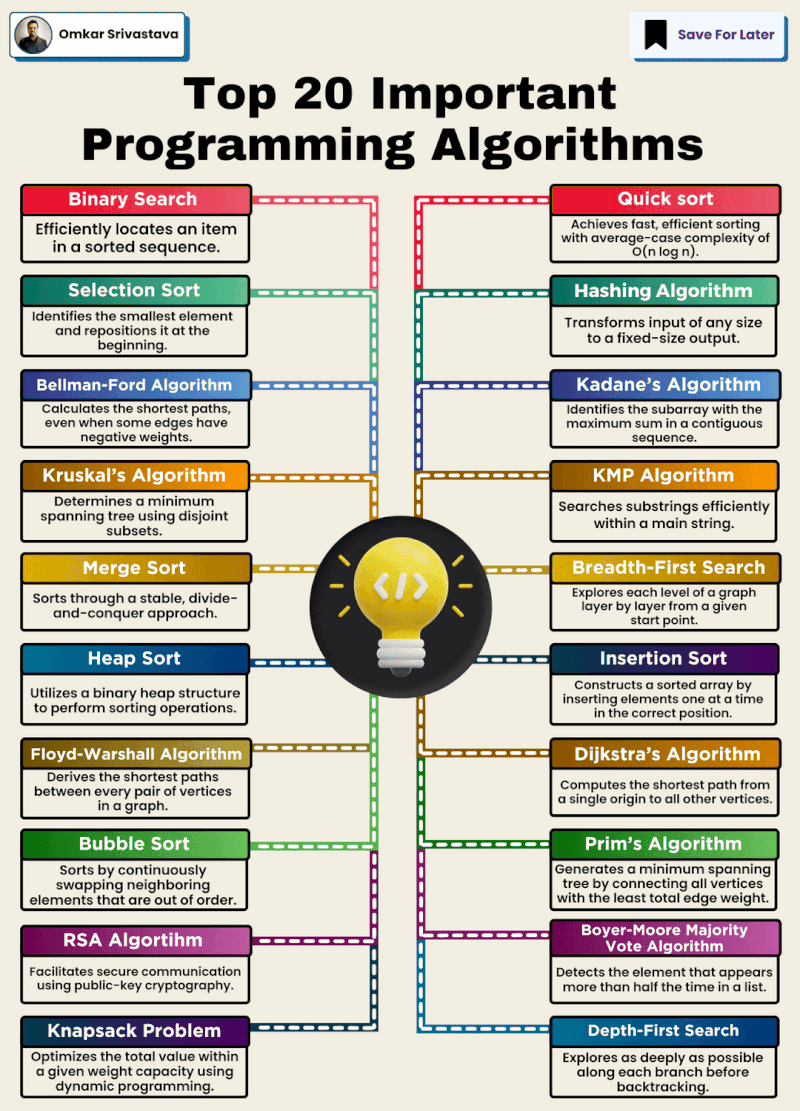 Omkar Srivastava
Save For Later
Top 20 Important
Programming Algorithms
Binary Search
Efficiently locates an item
in a sorted sequence.
Selection Sort
Identifies the smallest element
and repositions it at the
beginning.
Bellman-Ford Algorithm
Calculates the shortest paths,
even when some edges have
negative weights.
Kruskal's Algorithm
Determines a minimum
spanning tree using disjoint
subsets.
Merge Sort
Sorts through a stable, divide-
and-conquer approach.
Heap Sort
Utilizes a binary heap structure
to perform sorting operations.
Floyd-Warshall Algorithm
Derives the shortest paths
between every pair of vertices
in a graph.
Bubble Sort
Sorts by continuously
swapping neighboring
elements that are out of order.
RSA Algortihm
Facilitates secure communication
using public-key cryptography.
Knapsack Problem
Optimizes the total value within
a given weight capacity using
dynamic programming.
</>
Quick sort
Achieves fast, efficient sorting
with average-case complexity of
O(n log n).
Hashing Algorithm
Transforms input of any size
to a fixed-size output.
Kadane's Algorithm
Identifies the subarray with the
maximum sum in a contiguous
sequence.
KMP Algorithm
Searches substrings efficiently
within a main string.
Breadth-First Search
Explores each level of a graph
layer by layer from a given
start point.
Insertion Sort
Constructs a sorted array by
inserting elements one at a time
in the correct position.
Dijkstra's Algorithm
Computes the shortest path from
a single origin to all other vertices.
Prim's Algorithm
Generates a minimum spanning
tree by connecting all vertices
with the least total edge weight.
Boyer-Moore Majority
Vote Algorithm
Detects the element that appears
more than half the time in a list.
Depth-First Search
Explores as deeply as possible
along each branch before
backtracking.